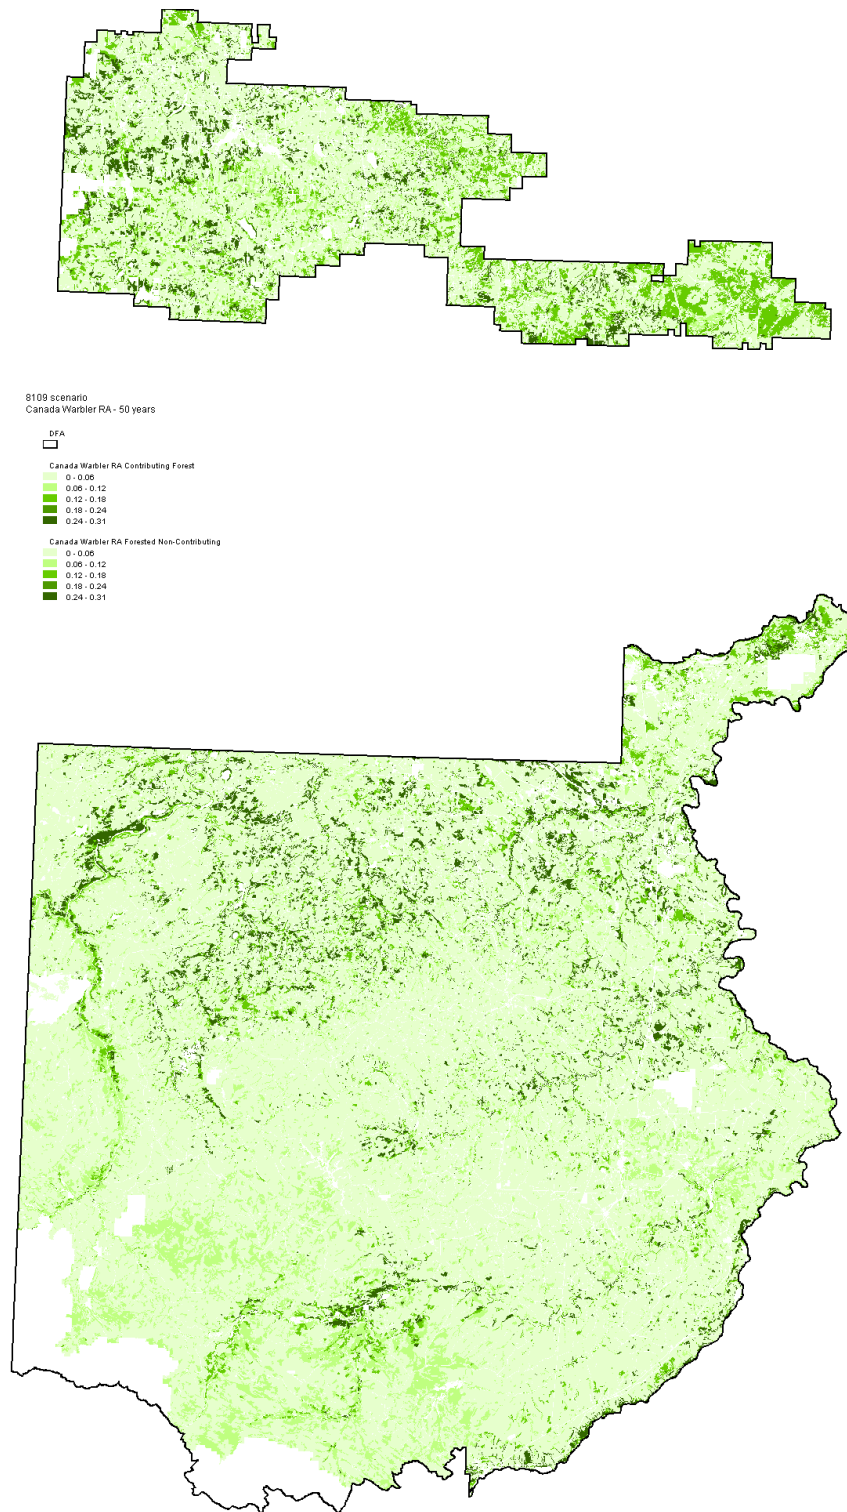 8109 scenario
Canada Warbler RA - 50 years
DFA
Canada Warbler RA Contributing Forest
0 - 0.06
0.06 - 0.12
0.12 - 0.18
0.18 - 0.24
0.24 - 0.31
Canada Warbler RA Forested Non-Contributing
0 - 0.06
0.06 - 0.12
0.12 - 0.18
0.18 - 0.24
0.24 - 0.31